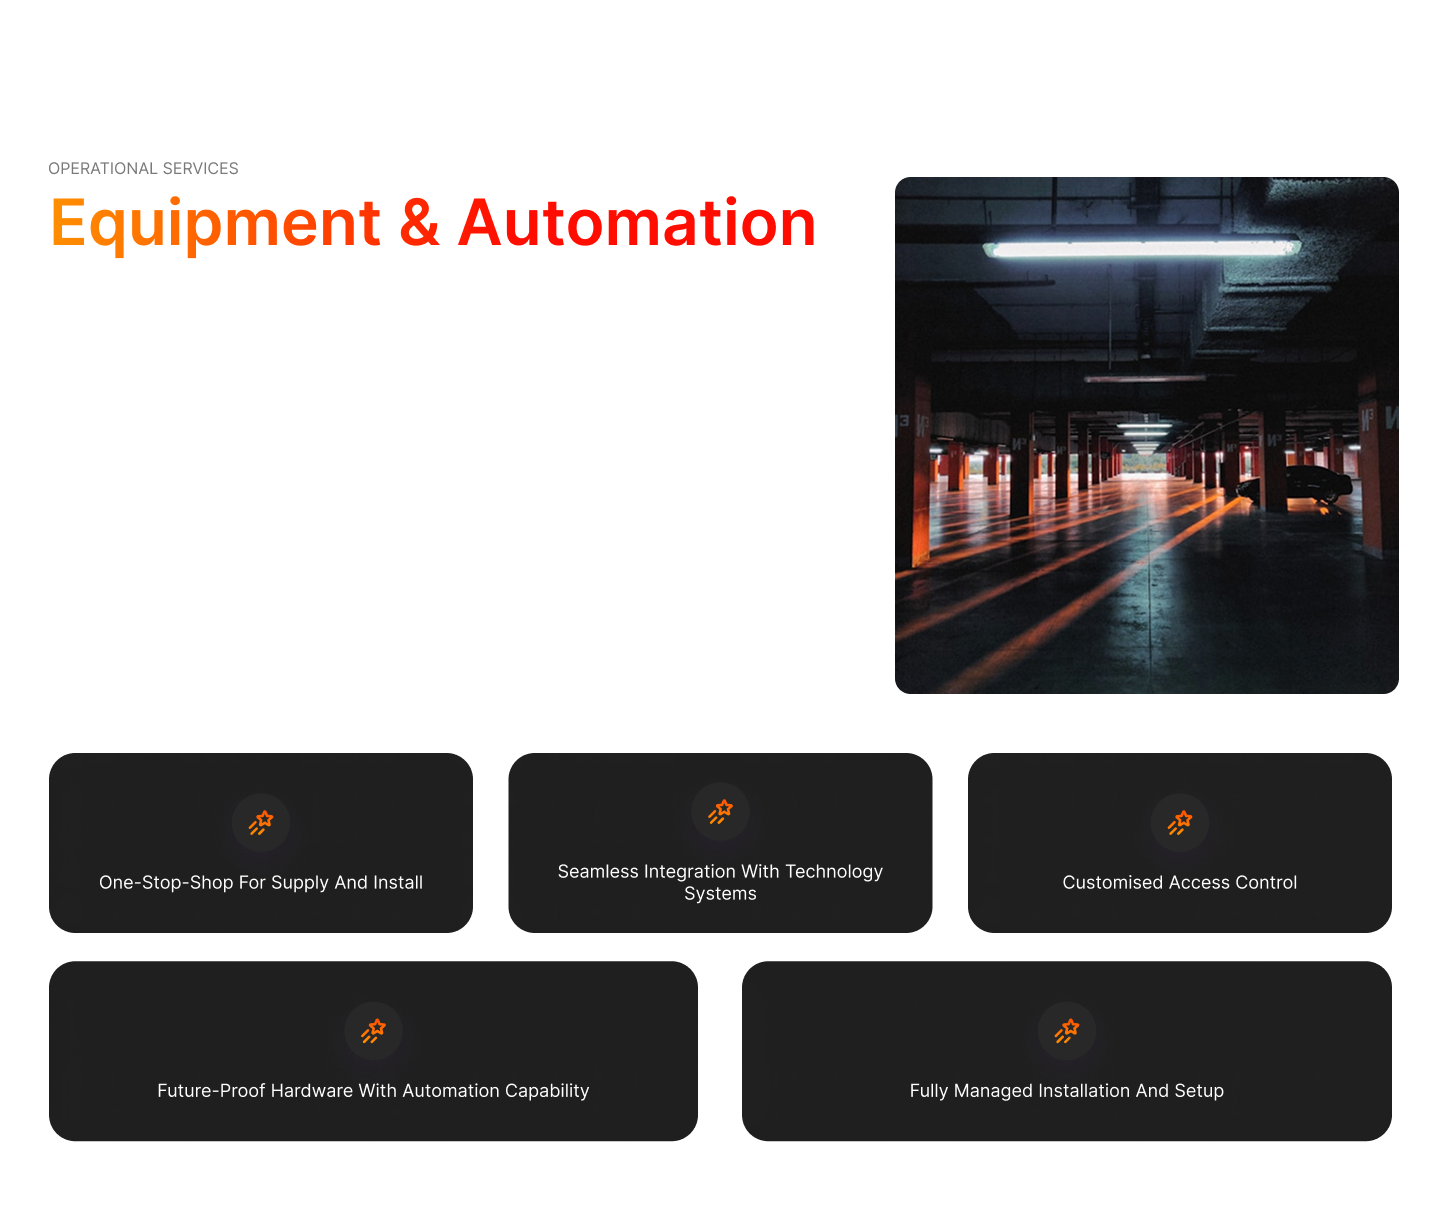 OPERATIONAL SERVICES
Equipment & Automation
One-Stop-Shop For Supply And Install
Seamless Integration With Technology
Systems
Customised Access Control
Future-Proof Hardware With Automation Capability
Fully Managed Installation And Setup